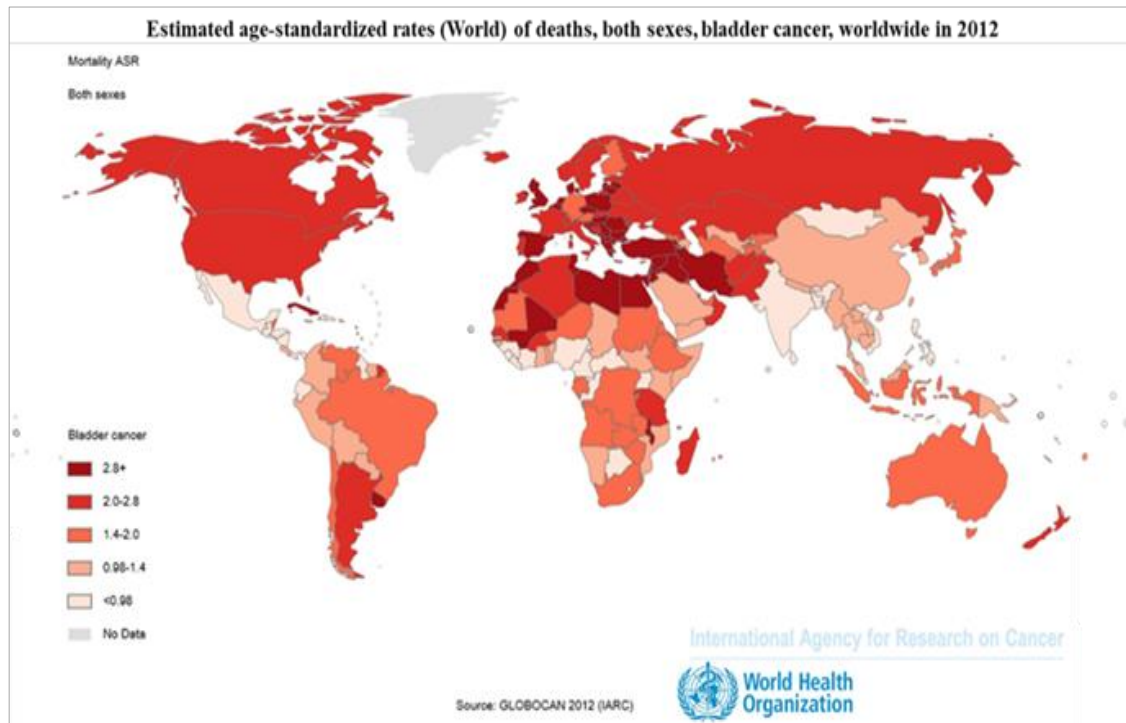 Estimated age-standardized rates (World) of deaths, both sexes, bladder cancer, worldwide in 2012
Mortality ASR
Both sexes
Bladder cancer
2.8+
2.0-2.8
1.4-2.0
0.98-1.4
<0.98
No Data
International Agency for Research on Cancer
World Health
Organization
Source: GLOBOCAN 2012 (IARC)